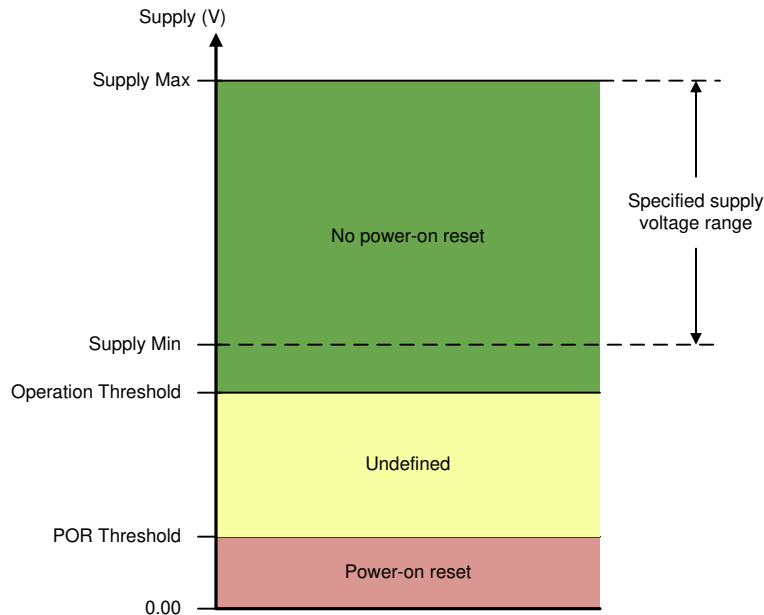 Supply (V)
Supply Max
Specified supply
voltage range
No power-on reset
Supply Min
Operation Threshold
Undefined
POR Threshold
Power-on reset
0.00